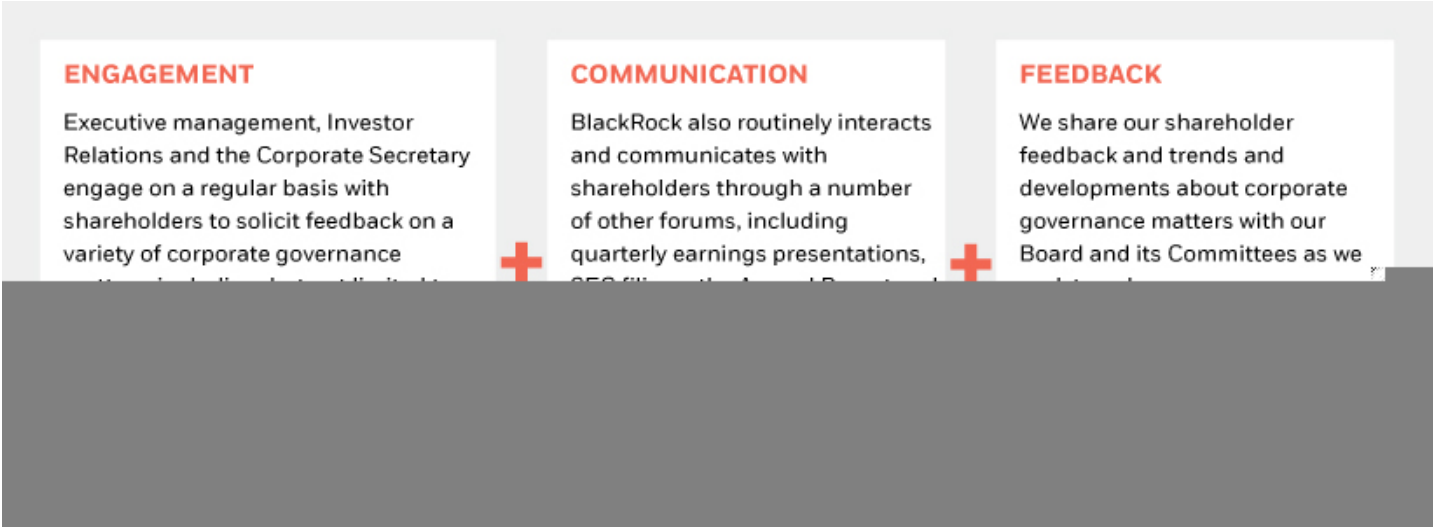 ENGAGEMENT
Executive management, Investor
Relations and the Corporate Secretary
engage on a regular basis with
shareholders to solicit feedback on a
variety of corporate governance
COMMUNICATION
BlackRock also routinely interacts
and communicates with
shareholders through a number
of other forums, including
quarterly earnings presentations,
FEEDBACK
We share our shareholder
feedback and trends and
developments about corporate
governance matters with our
Board and its Committees as we